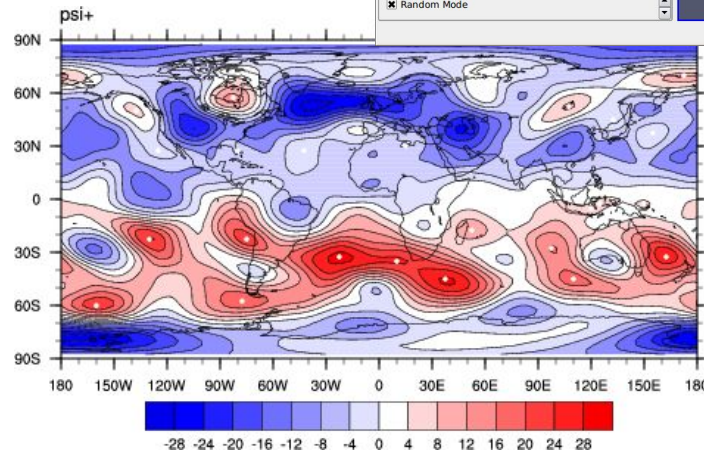 Random Mode
psi+
90N
60N
30N
0
30S
60S
90S
180 150W 120W 90W 60W 30W 0 30E 60E 90E 120E 150E 180
-28 -24 -20 -16 -12 -8 -4 0 4 8 12 16 20 24 28